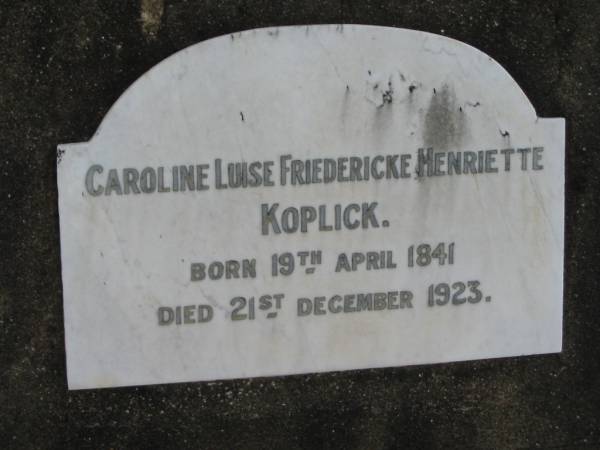 CAROLINE LUISE FRIEDERICKE HENRIETTE
KOPLICK.
BORN 19TH APRIL 1841
DIED 21ST DECEMBER 1923.